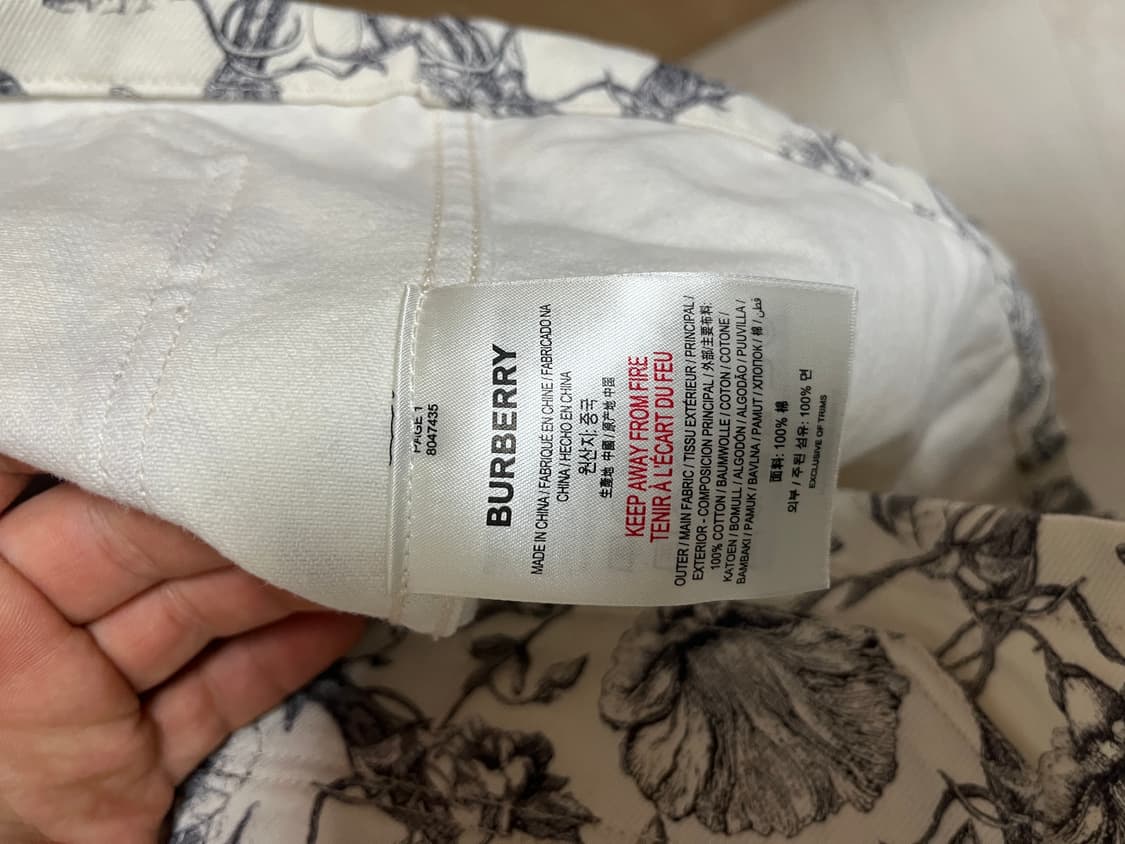 PAGE 1
8047435
BURBERRY
MADE IN CHINA / FABRIQUÉ EN CHINE / FABRICADO NA
CHINA / HECHO EN CHINA
원산지: 중국
生產地 中國 / 原产地 中国
KEEP AWAY FROM FIRE
TENIR À L'ÉCART DU FEU
OUTER / MAIN FABRIC / TISSU EXTÉRIEUR / PRINCIPAL /
EXTERIOR - COMPOSICION PRINCIPAL / 外部/主要布料:
100% COTTON / BAUMWOLLE / COTON / COTONE /
KATOEN / BOMULL / ALGODÓN / ALGODÃO / PUUVILLA /
BAMBAKI / PAMUK / BAVLNA / PAMUT / ХЛОПОК / 棉 / قطن
面料: 100% 棉
외부 / 주된 섬유: 100% 면
EXCLUSIVE OF TRIMS